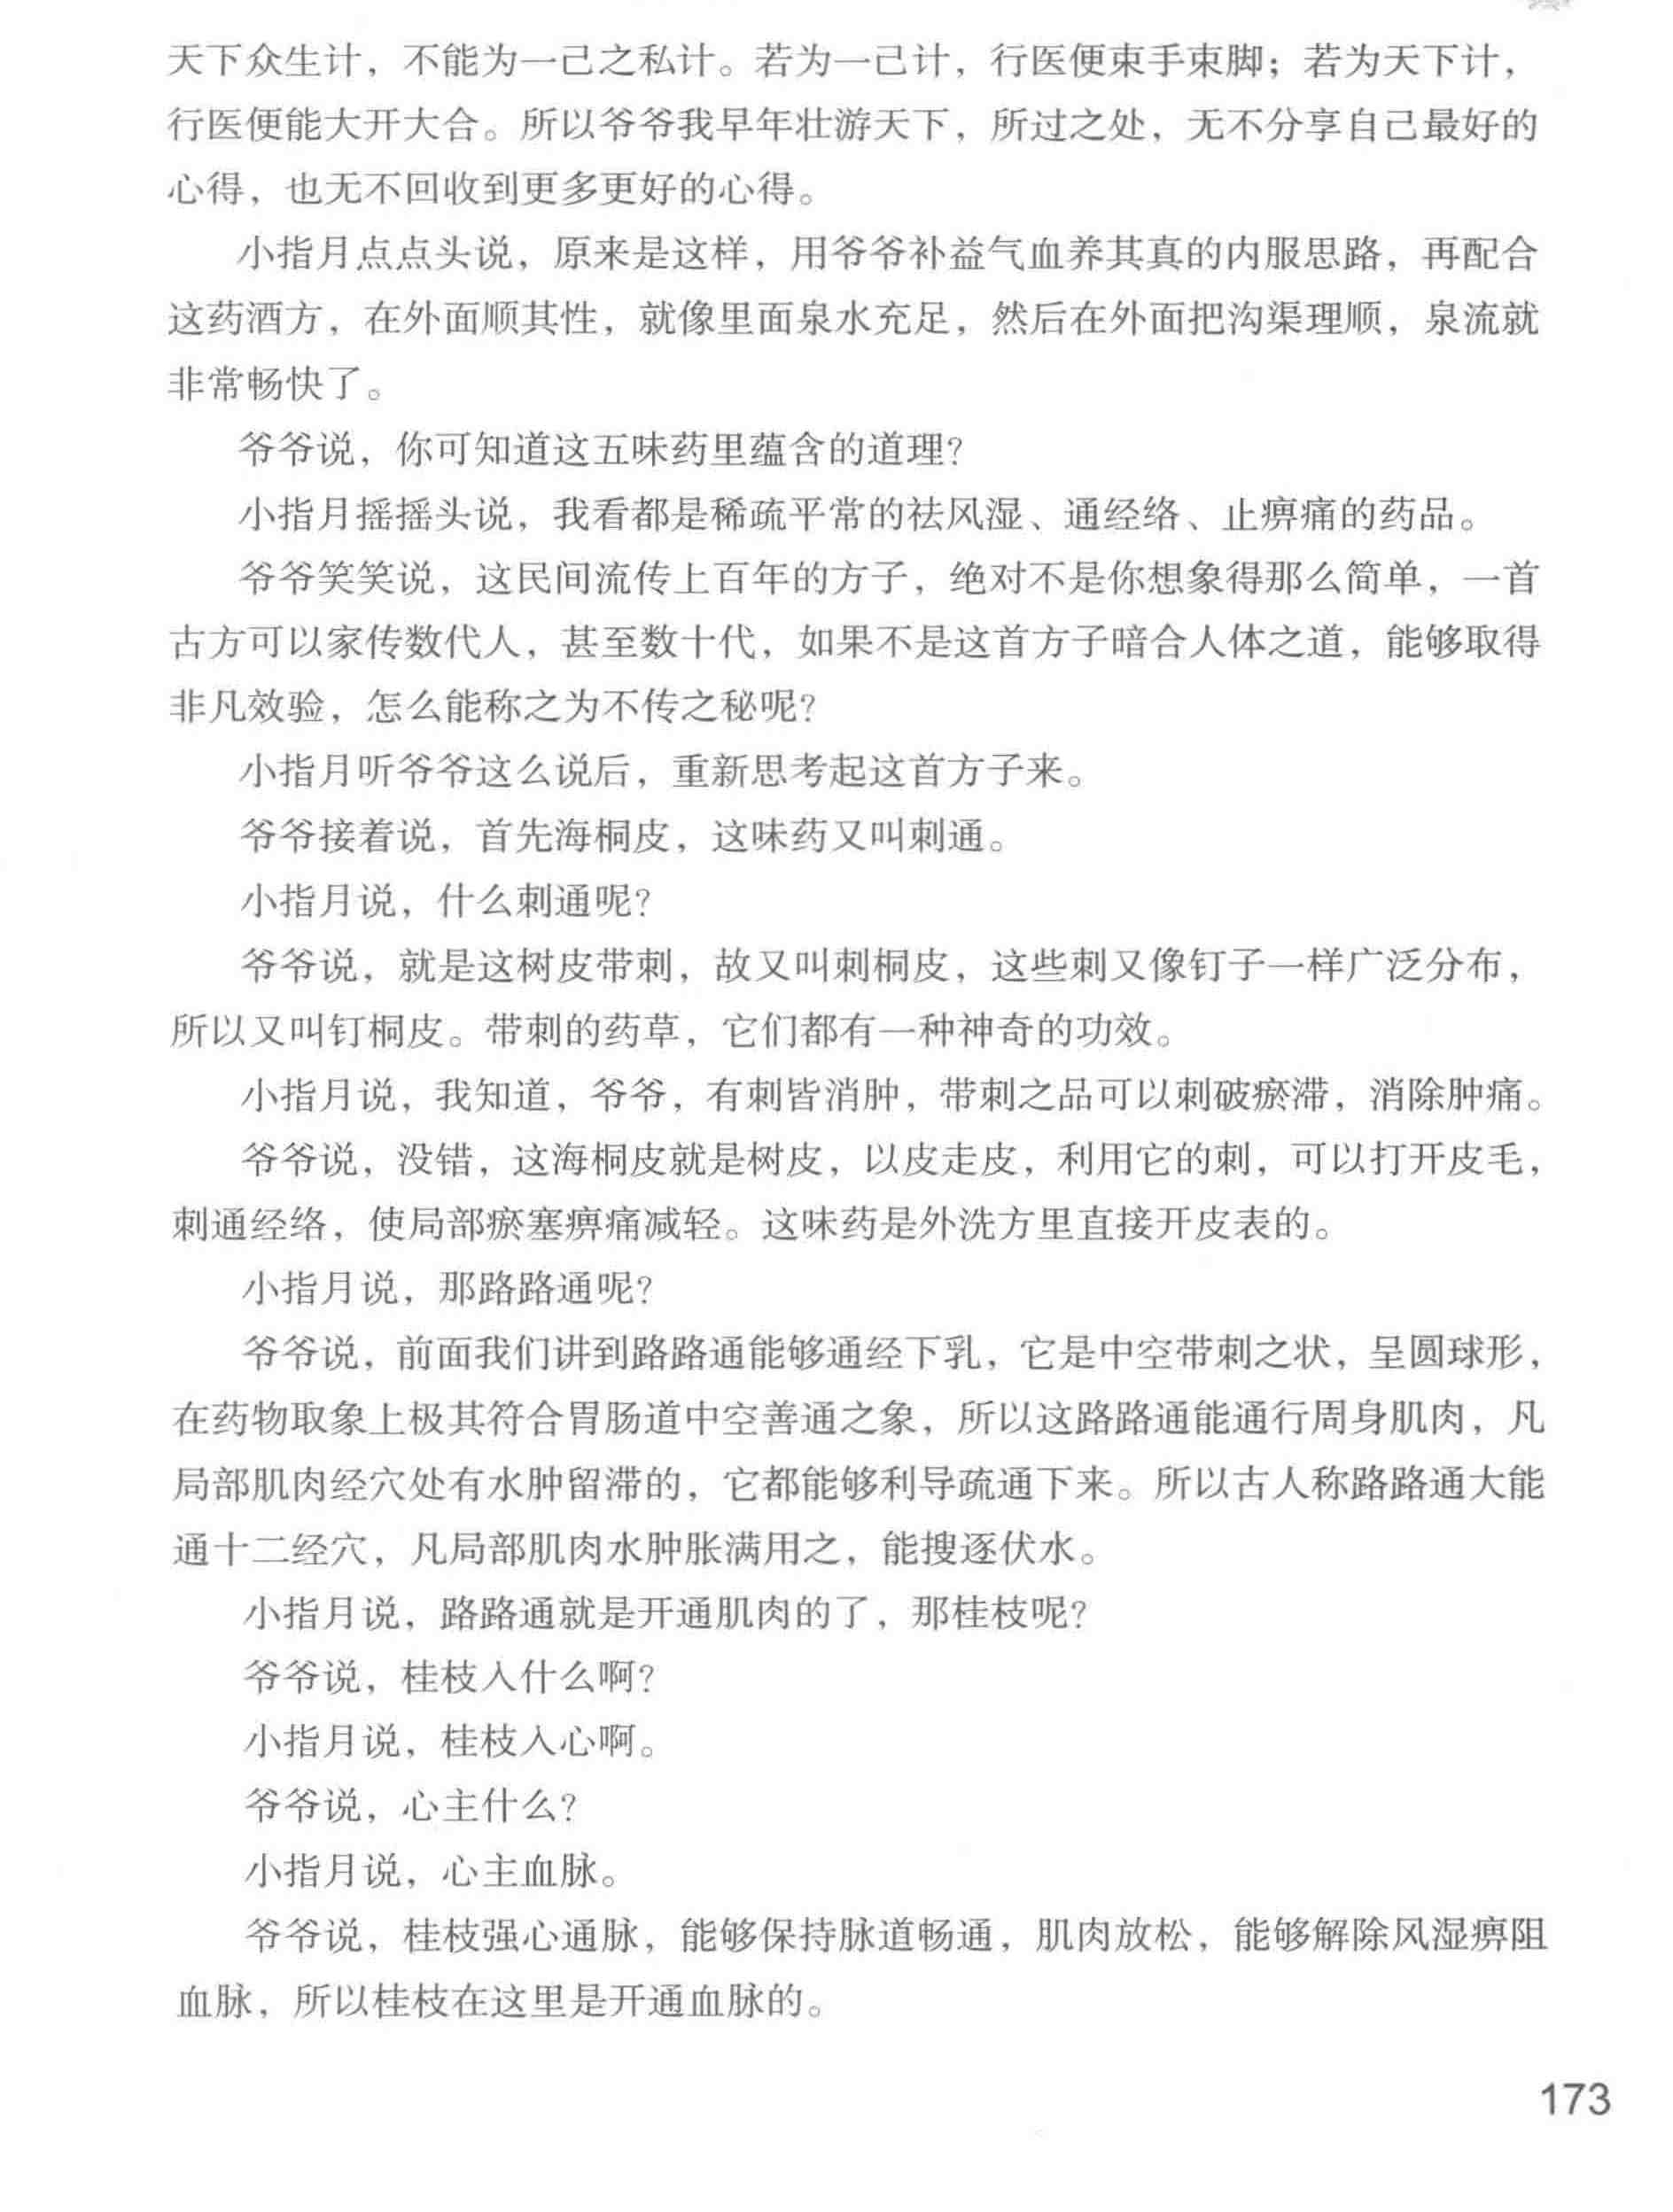 天下众生计，不能为一己之私计。若为一己计，行医便束手束脚；若为天下计，
行医便能大开大合。所以爷爷我早年壮游天下，所过之处，无不分享自己最好的
心得，也无不回收到更多更好的心得。
小指月点点头说，原来是这样，用爷爷补益气血养其真的内服思路，再配合
这药酒方，在外面顺其性，就像里面泉水充足，然后在外面把沟渠理顺，泉流就
非常畅快了。
爷爷说，你可知道这五味药里蕴含的道理？
小指月摇摇头说，我看都是稀疏平常的祛风湿、通经络、止痹痛的药品。
爷爷笑笑说，这民间流传上百年的方子，绝对不是你想象得那么简单，一首
古方可以家传数代人，甚至数十代，如果不是这首方子暗合人体之道，能够取得
非凡效验，怎么能称之为不传之秘呢？
小指月听爷爷这么说后，重新思考起这首方子来。
爷爷接着说，首先海桐皮，这味药又叫刺通。
小指月说，什么刺通呢？
爷爷说，就是这树皮带刺，故又叫刺桐皮，这些刺又像钉子一样广泛分布，
所以又叫钉桐皮。带刺的药草，它们都有一种神奇的功效。
小指月说，我知道，爷爷，有刺皆消肿，带刺之品可以刺破瘀滞，消除肿痛。
爷爷说，没错，这海桐皮就是树皮，以皮走皮，利用它的刺，可以打开皮毛，
刺通经络，使局部瘀塞痹痛减轻。这味药是外洗方里直接开皮表的。
小指月说，那路路通呢？
爷爷说，前面我们讲到路路通能够通经下乳，它是中空带刺之状，呈圆球形，
在药物取象上极其符合胃肠道中空善通之象，所以这路路通能通行周身肌肉，凡
局部肌肉经穴处有水肿留滞的，它都能够利导疏通下来。所以古人称路路通大能
通十二经穴，凡局部肌肉水肿胀满用之，能搜逐伏水。
小指月说，路路通就是开通肌肉的了，那桂枝呢？
爷爷说，桂枝入什么啊？
小指月说，桂枝入心啊。
爷爷说，心主什么？
小指月说，心主血脉。
爷爷说，桂枝强心通脉，能够保持脉道畅通，肌肉放松，能够解除风湿痹阻
血脉，所以桂枝在这里是开通血脉的。
173